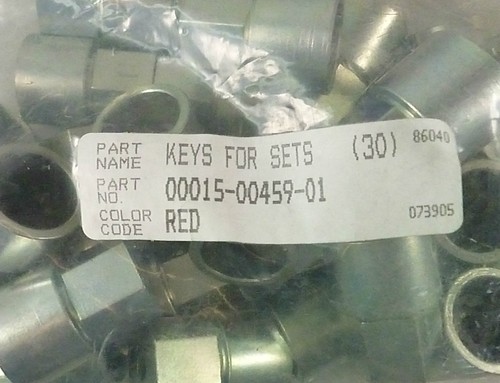 PART NAME KEYS FOR SETS (30) 86040
PART NO. 00015-00459-01
COLOR CODE RED 073905